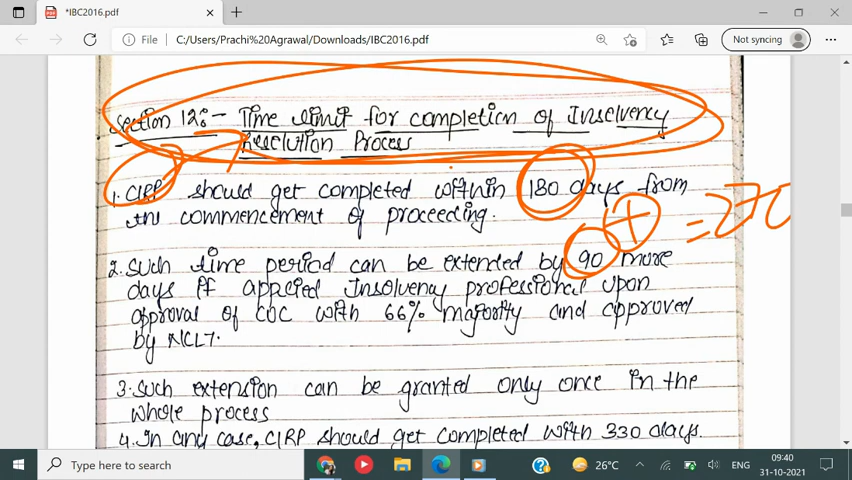 *IBC2016.pdf
File
C:/Users/Prachi%20Agrawal/Downloads/IBC2016.pdf
Not syncing
Section 12:- Time limit for completion of Insolvency
Resolution Process
1. CIRP should get completed within 180 days from
the commencement of proceeding.
+ = 270
2. Such time period can be extended by 90 more
days if applied Insolvency professional upon
approval of COC with 66% majority and approved
by NCLT.
3. Such extension can be granted only once in the
whole process
4. In any case, CIRP should get completed with 330 days.
Type here to search
26°C
ENG
09:40
31-10-2021